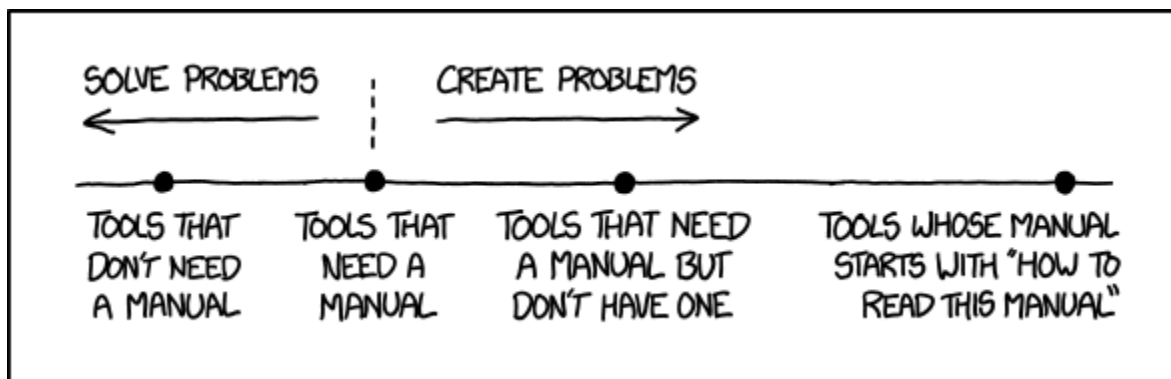 SOLVE PROBLEMS
CREATE PROBLEMS
TOOLS THAT
DON'T NEED
A MANUAL
TOOLS THAT
NEED A
MANUAL
TOOLS THAT NEED
A MANUAL BUT
DON'T HAVE ONE
TOOLS WHOSE MANUAL
STARTS WITH "HOW TO
READ THIS MANUAL"